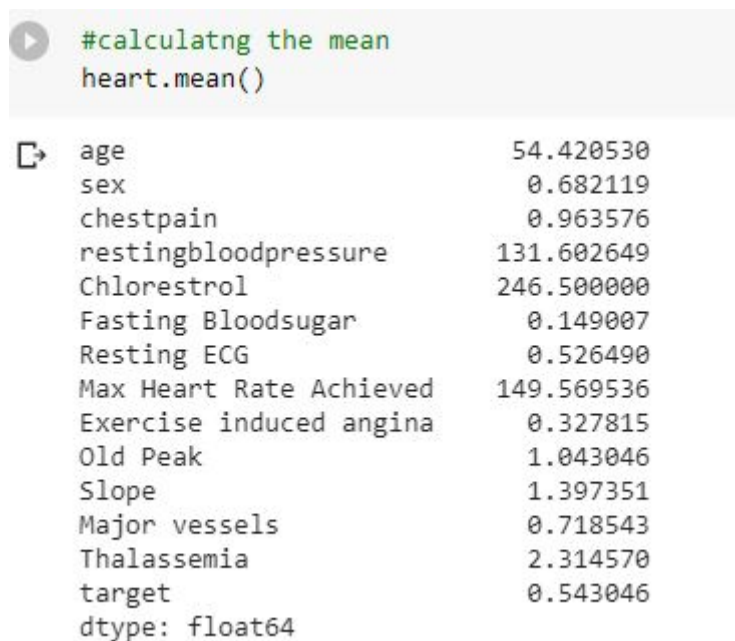 #calculatng the mean
heart.mean()
age 54.420530
sex 0.682119
chestpain 0.963576
restingbloodpressure 131.602649
Chlorestrol 246.500000
Fasting Bloodsugar 0.149007
Resting ECG 0.526490
Max Heart Rate Achieved 149.569536
Exercise induced angina 0.327815
Old Peak 1.043046
Slope 1.397351
Major vessels 0.718543
Thalassemia 2.314570
target 0.543046
dtype: float64